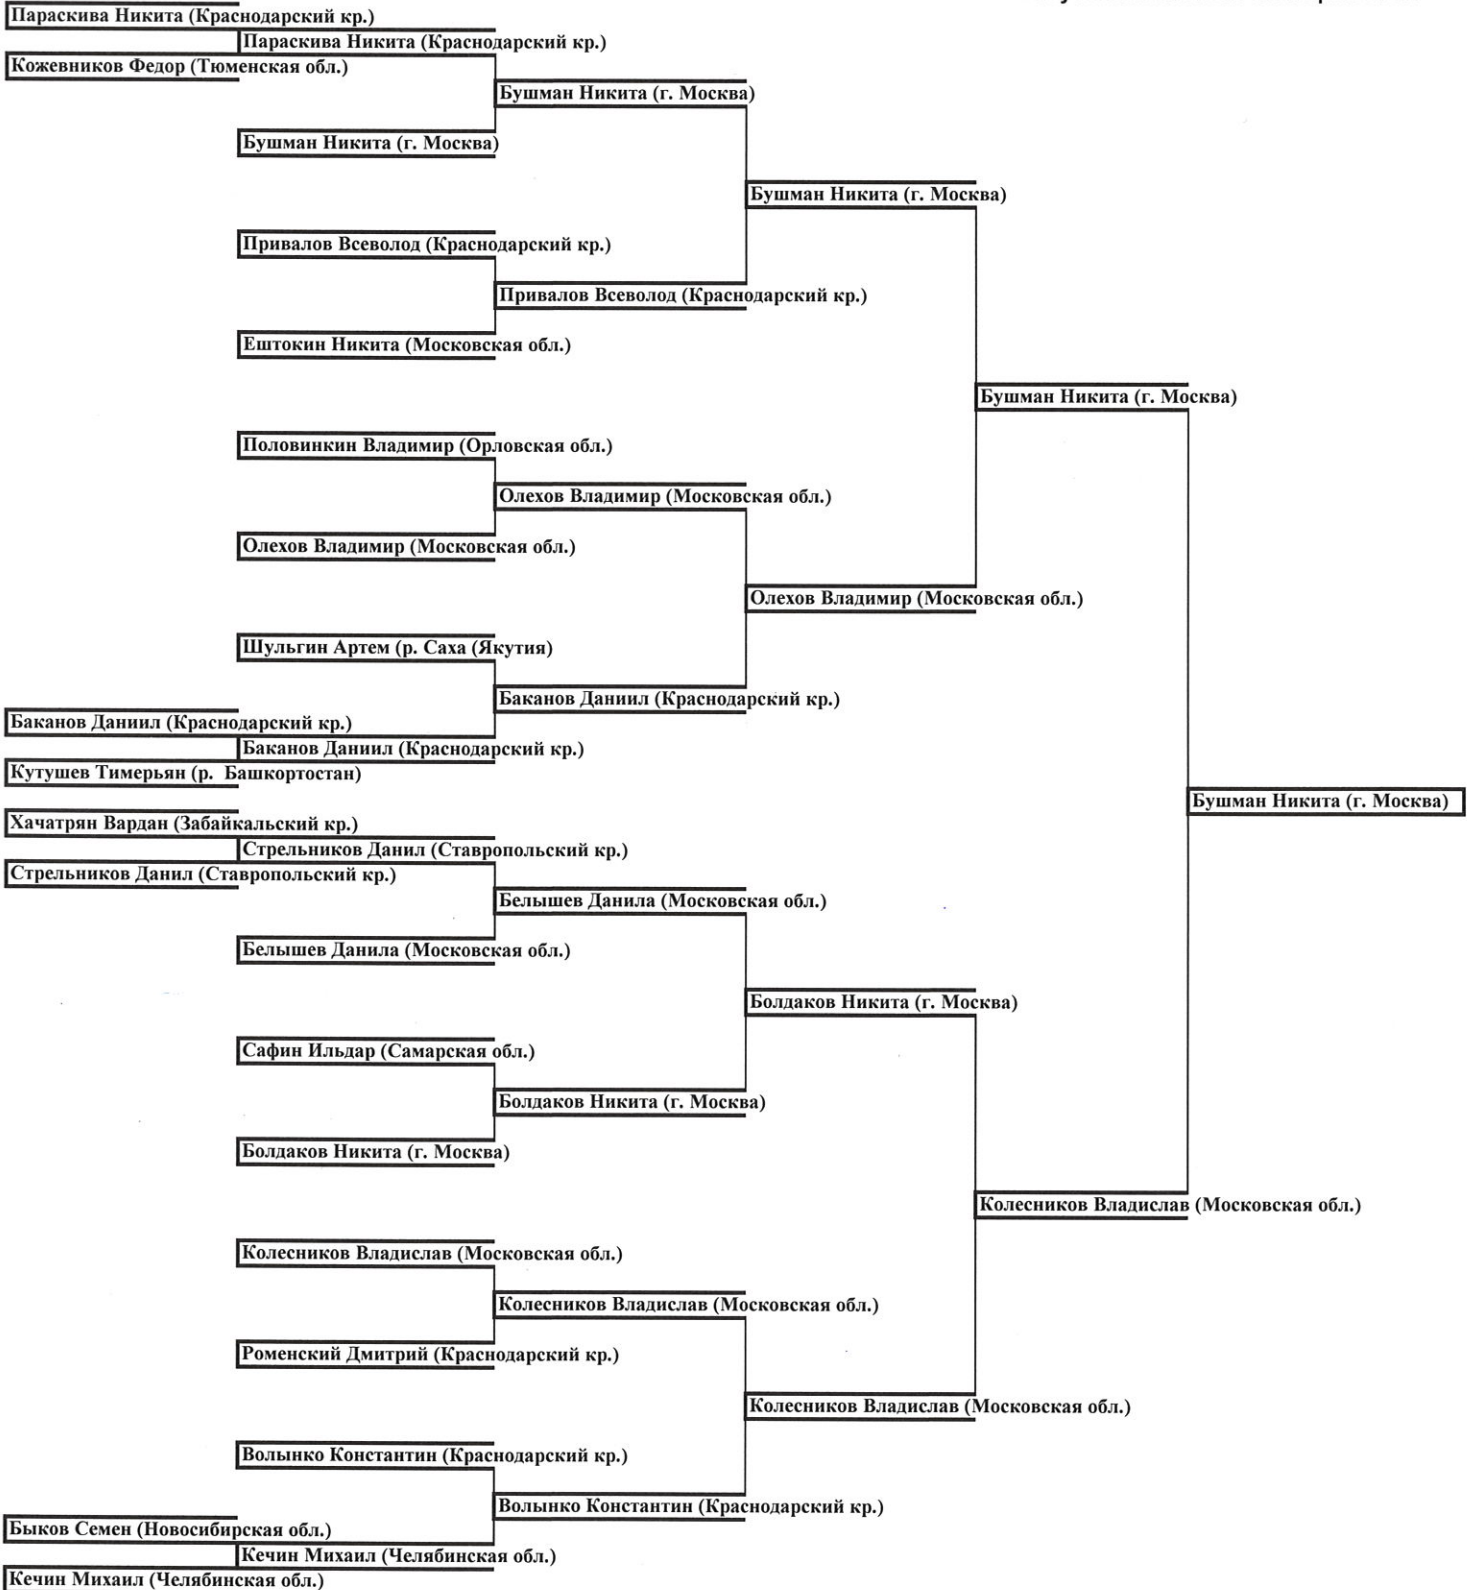 Параскива Никита (Краснодарский кр.)
Параскива Никита (Краснодарский кр.)
Кожевников Федор (Тюменская обл.)
Бушман Никита (г. Москва)
Бушман Никита (г. Москва)
Бушман Никита (г. Москва)
Привалов Всеволод (Краснодарский кр.)
Привалов Всеволод (Краснодарский кр.)
Ештокин Никита (Московская обл.)
Бушман Никита (г. Москва)
Половинкин Владимир (Орловская обл.)
Олехов Владимир (Московская обл.)
Олехов Владимир (Московская обл.)
Олехов Владимир (Московская обл.)
Шульгин Артем (р. Саха (Якутия)
Баканов Даниил (Краснодарский кр.)
Баканов Даниил (Краснодарский кр.)
Баканов Даниил (Краснодарский кр.)
Кутушев Тимерьян (р. Башкортостан)
Бушман Никита (г. Москва)
Хачатрян Вардан (Забайкальский кр.)
Стрельников Данил (Ставропольский кр.)
Стрельников Данил (Ставропольский кр.)
Белышев Данила (Московская обл.)
Белышев Данила (Московская обл.)
Болдаков Никита (г. Москва)
Сафин Ильдар (Самарская обл.)
Болдаков Никита (г. Москва)
Болдаков Никита (г. Москва)
Колесников Владислав (Московская обл.)
Колесников Владислав (Московская обл.)
Колесников Владислав (Московская обл.)
Роменский Дмитрий (Краснодарский кр.)
Колесников Владислав (Московская обл.)
Волынко Константин (Краснодарский кр.)
Волынко Константин (Краснодарский кр.)
Быков Семен (Новосибирская обл.)
Кечин Михаил (Челябинская обл.)
Кечин Михаил (Челябинская обл.)